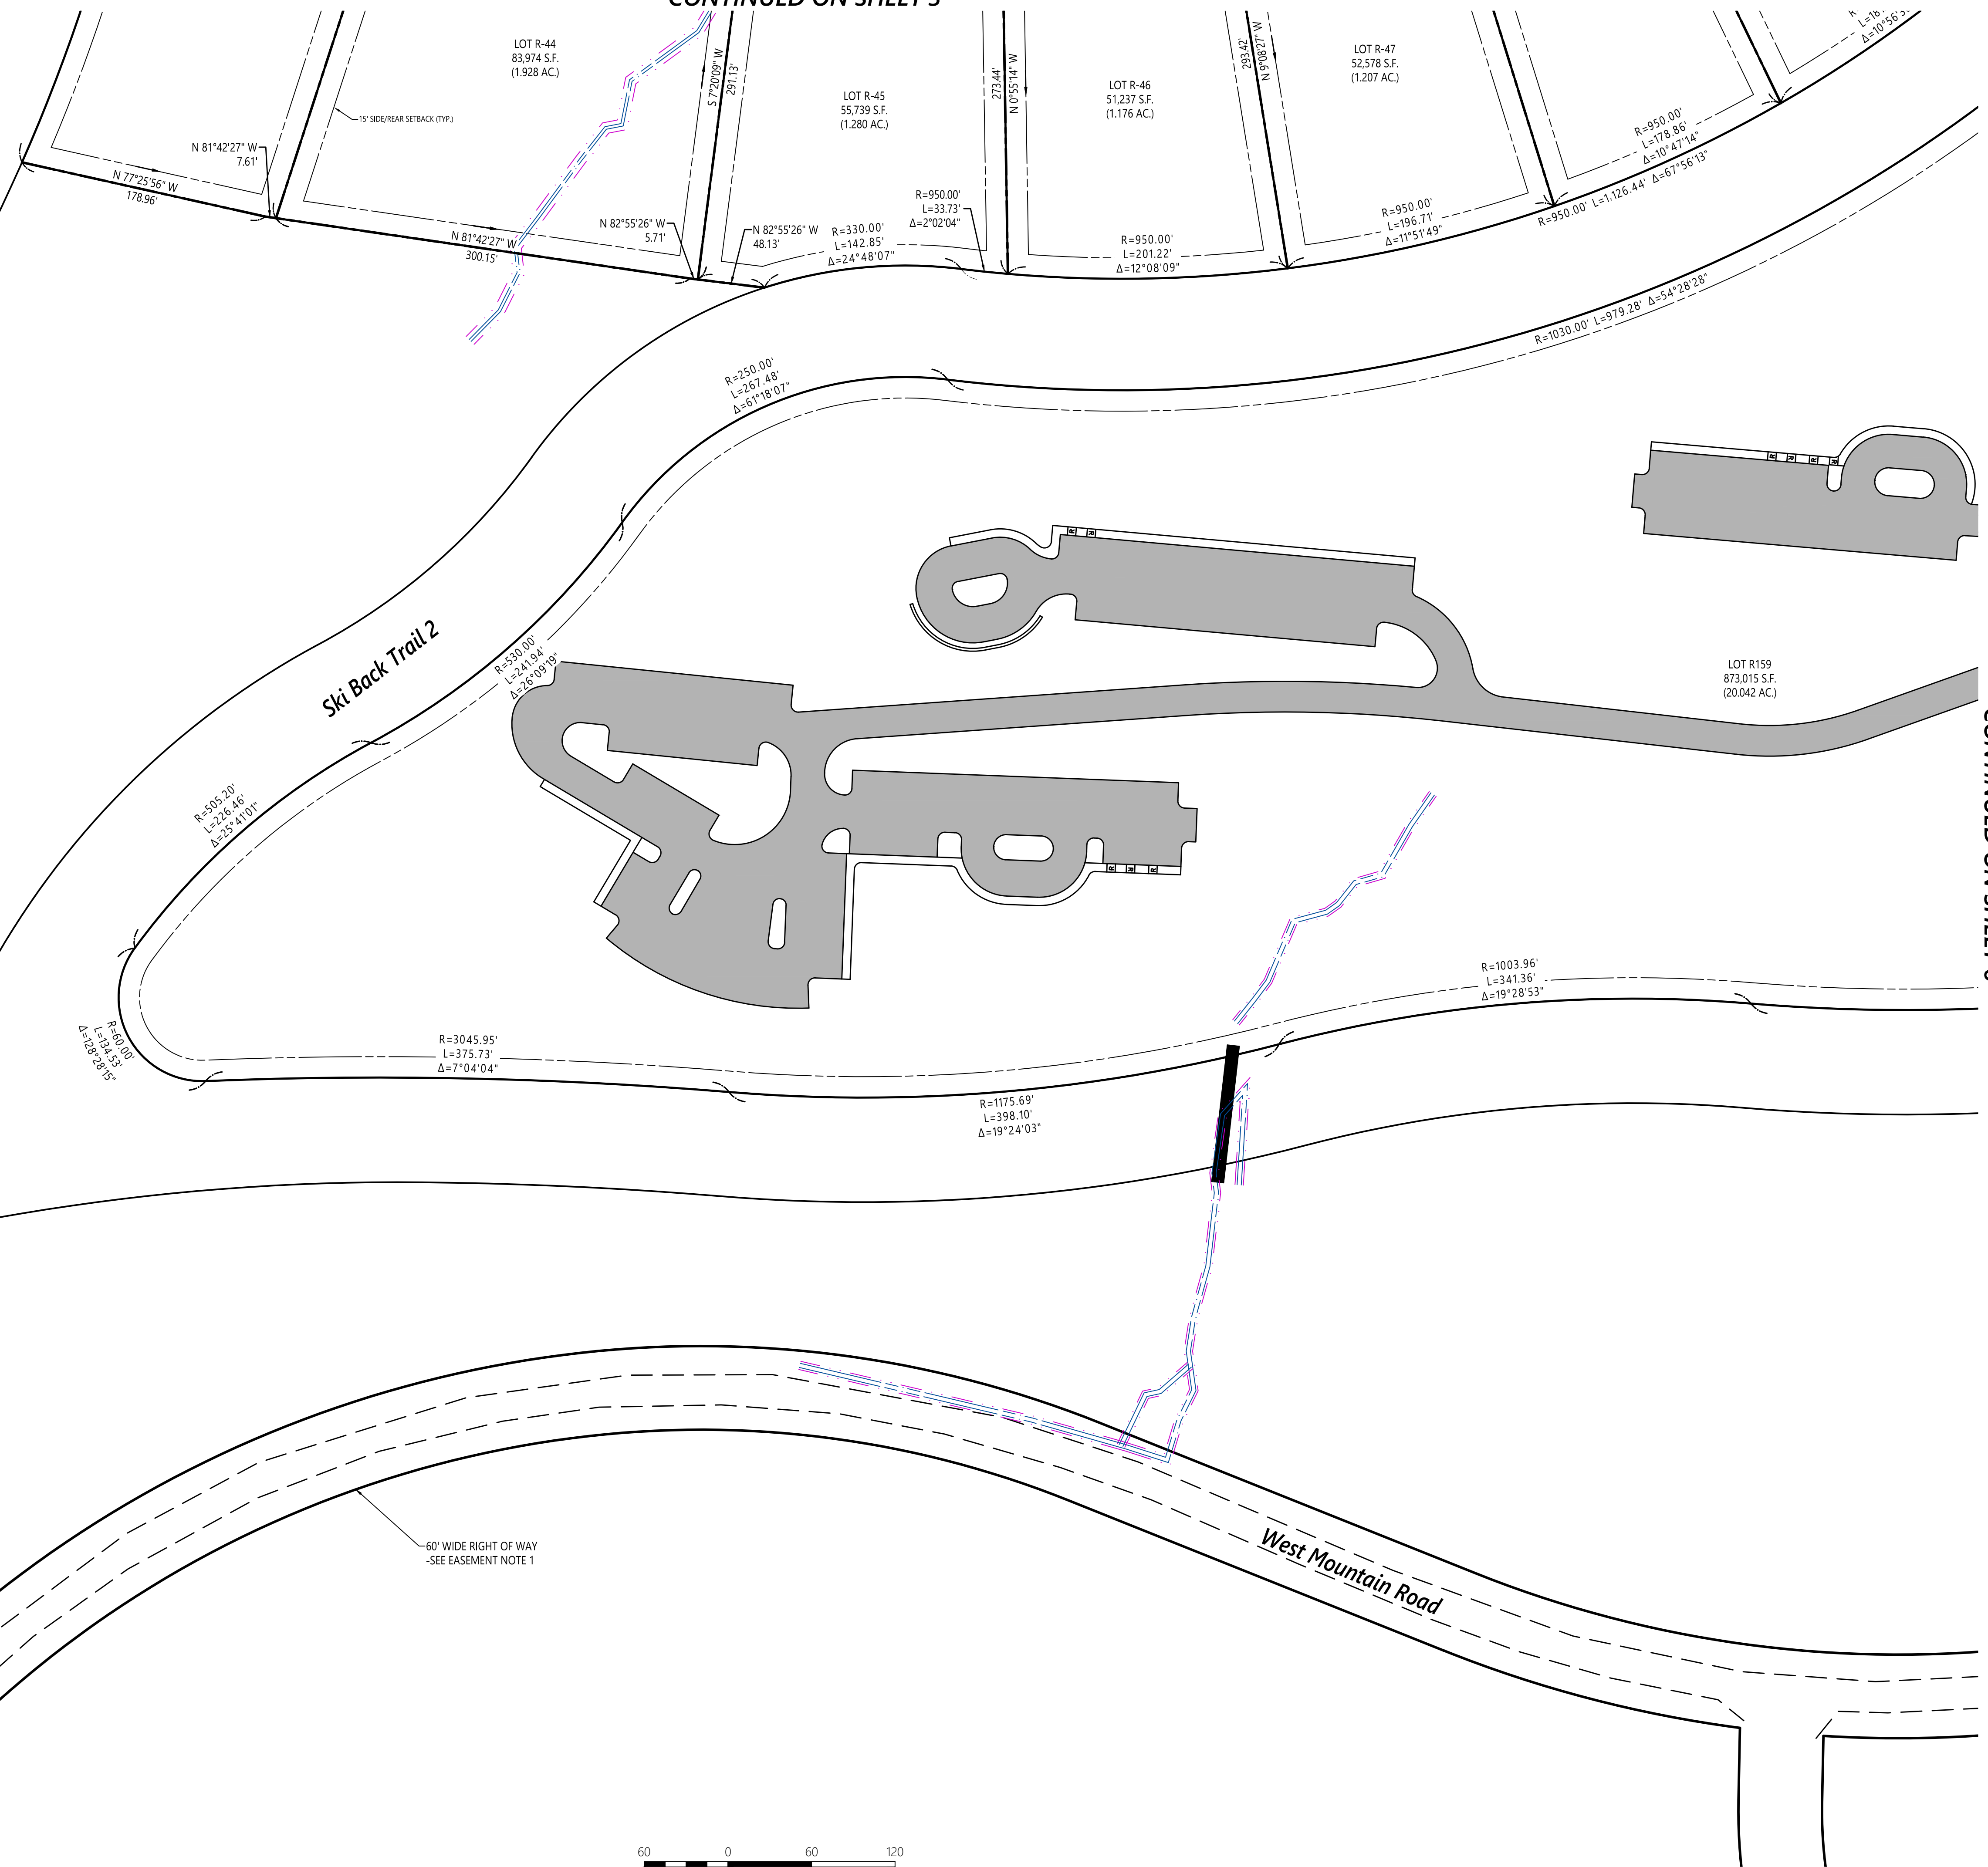 CONTINUED ON SHEET 5
LOT R-44
83,974 S.F.
(1.928 AC.)
S 7°20'09" W
291.13'
LOT R-45
55,739 S.F.
(1.280 AC.)
273.44'
N 0°55'14" W
LOT R-46
51,237 S.F.
(1.176 AC.)
293.42'
N 9°08'27" W
LOT R-47
52,578 S.F.
(1.207 AC.)
Δ=10°56'3
15' SIDE/REAR SETBACK (TYP.)
N 81°42'27" W
7.61'
N 77°25'56" W
178.96'
N 81°42'27" W
300.15'
N 82°55'26" W
5.71'
N 82°55'26" W
48.13'
R=330.00'
L=142.85'
Δ=24°48'07"
R=950.00'
L=33.73'
Δ=2°02'04"
R=950.00'
L=201.22'
Δ=12°08'09"
R=950.00'
L=196.71'
Δ=11°51'49"
R=950.00'
L=178.86'
Δ=10°47'14"
R=950.00' L=1,126.44' Δ=67°56'13"
R=1030.00' L=979.28' Δ=54°28'28"
R=250.00'
L=267.48'
Δ=61°18'07"
R R R R
R R
Ski Back Trail 2
R=530.00'
L=241.94'
Δ=26°09'19"
LOT R159
873,015 S.F.
(20.042 AC.)
R=505.20'
L=226.46'
Δ=25°41'01"
R R R
R=60.00'
L=134.53'
Δ=128°28'15"
R=3045.95'
L=375.73'
Δ=7°04'04"
R=1175.69'
L=398.10'
Δ=19°24'03"
R=1003.96'
L=341.36'
Δ=19°28'53"
60' WIDE RIGHT OF WAY
-SEE EASEMENT NOTE 1
West Mountain Road
60 0 60 120